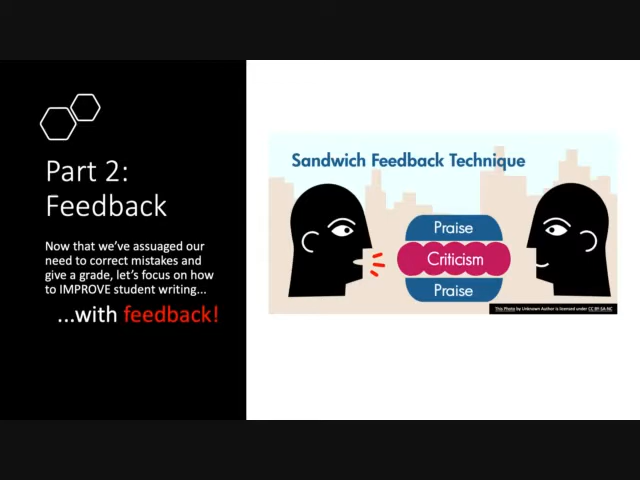 Part 2:
Feedback
Now that we've assuaged our
need to correct mistakes and
give a grade, let's focus on how
to IMPROVE student writing...
...with feedback!
Sandwich Feedback Technique
Praise
Criticism
Praise
This Photo by Unknown Author is licensed under CC BY-SA-NC